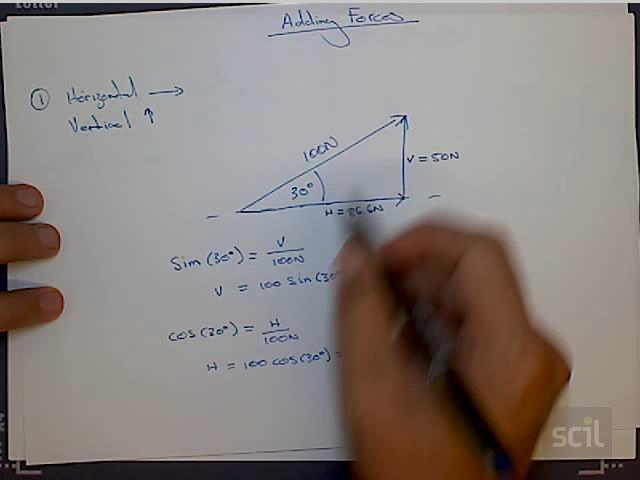 Adding Forces
① Horizontal →
Vertical ↑
100N
V = 50N
30°
H = 86.6N
Sin (30°) = V/100N
V = 100 Sin (30°
cos (30°) = H/100N
H = 100 cos (30°) =
scil